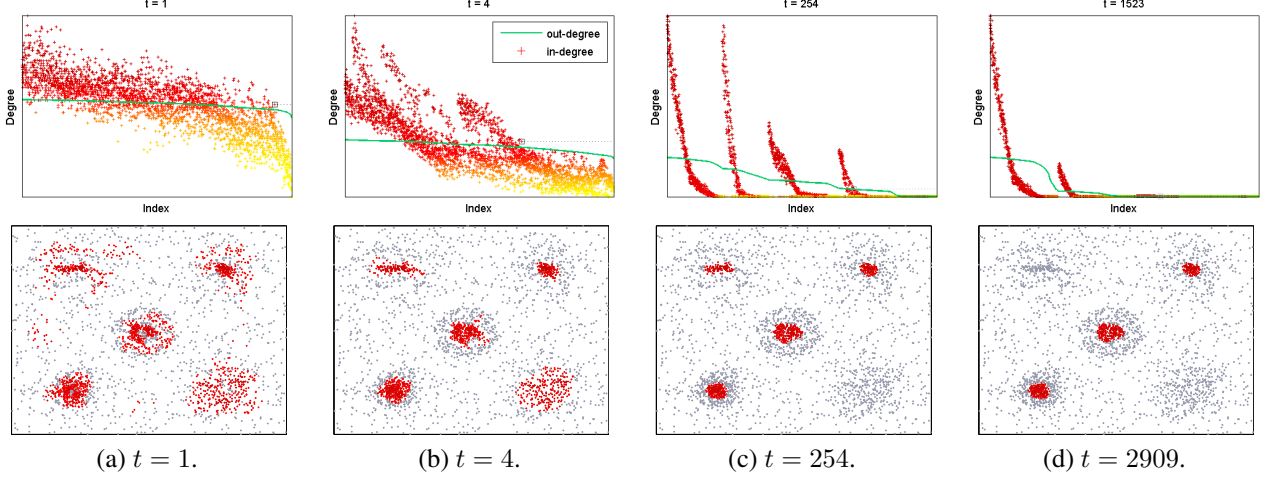 t = 1
t = 4
t = 254
t = 1523
Degree
out-degree
in-degree
Degree
Degree
Degree
Index
Index
Index
Index
(a) t = 1.
(b) t = 4.
(c) t = 254.
(d) t = 2909.